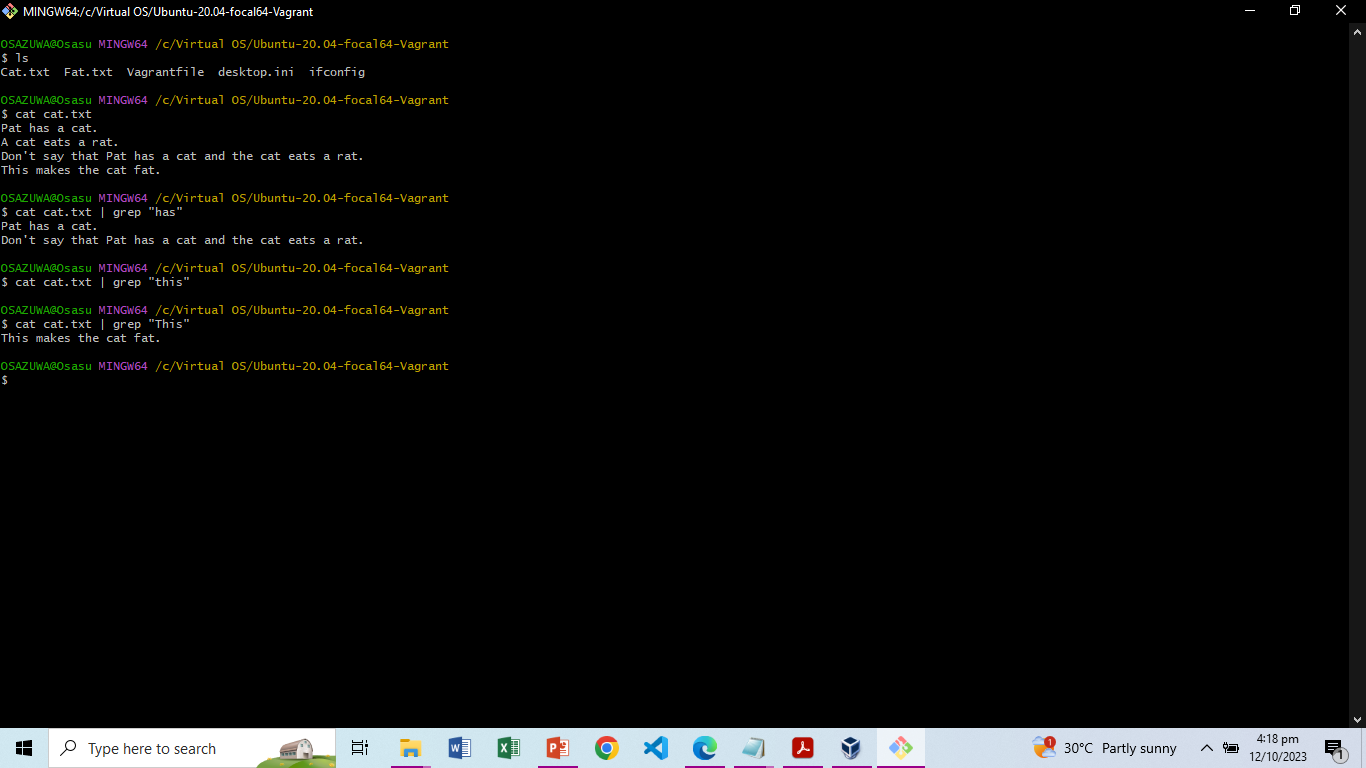 MINGW64:/c/Virtual OS/Ubuntu-20.04-focal64-Vagrant
OSAZUWA@Osasu MINGW64 /c/Virtual OS/Ubuntu-20.04-focal64-Vagrant
$ ls
Cat.txt  Fat.txt  Vagrantfile  desktop.ini  ifconfig
OSAZUWA@Osasu MINGW64 /c/Virtual OS/Ubuntu-20.04-focal64-Vagrant
$ cat cat.txt
Pat has a cat.
A cat eats a rat.
Don't say that Pat has a cat and the cat eats a rat.
This makes the cat fat.
OSAZUWA@Osasu MINGW64 /c/Virtual OS/Ubuntu-20.04-focal64-Vagrant
$ cat cat.txt | grep "has"
Pat has a cat.
Don't say that Pat has a cat and the cat eats a rat.
OSAZUWA@Osasu MINGW64 /c/Virtual OS/Ubuntu-20.04-focal64-Vagrant
$ cat cat.txt | grep "this"
OSAZUWA@Osasu MINGW64 /c/Virtual OS/Ubuntu-20.04-focal64-Vagrant
$ cat cat.txt | grep "This"
This makes the cat fat.
OSAZUWA@Osasu MINGW64 /c/Virtual OS/Ubuntu-20.04-focal64-Vagrant
$
Type here to search
1
30°C Partly sunny
4:18 pm
12/10/2023
1